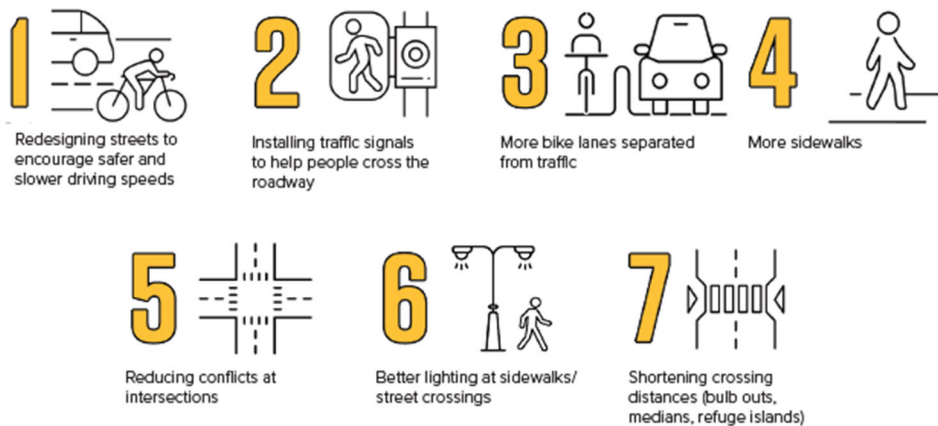 1
Redesigning streets to
encourage safer and
slower driving speeds
2
Installing traffic signals
to help people cross the
roadway
3
More bike lanes separated
from traffic
4
More sidewalks
5
Reducing conflicts at
intersections
6
Better lighting at sidewalks/
street crossings
7
Shortening crossing
distances (bulb outs,
medians, refuge islands)